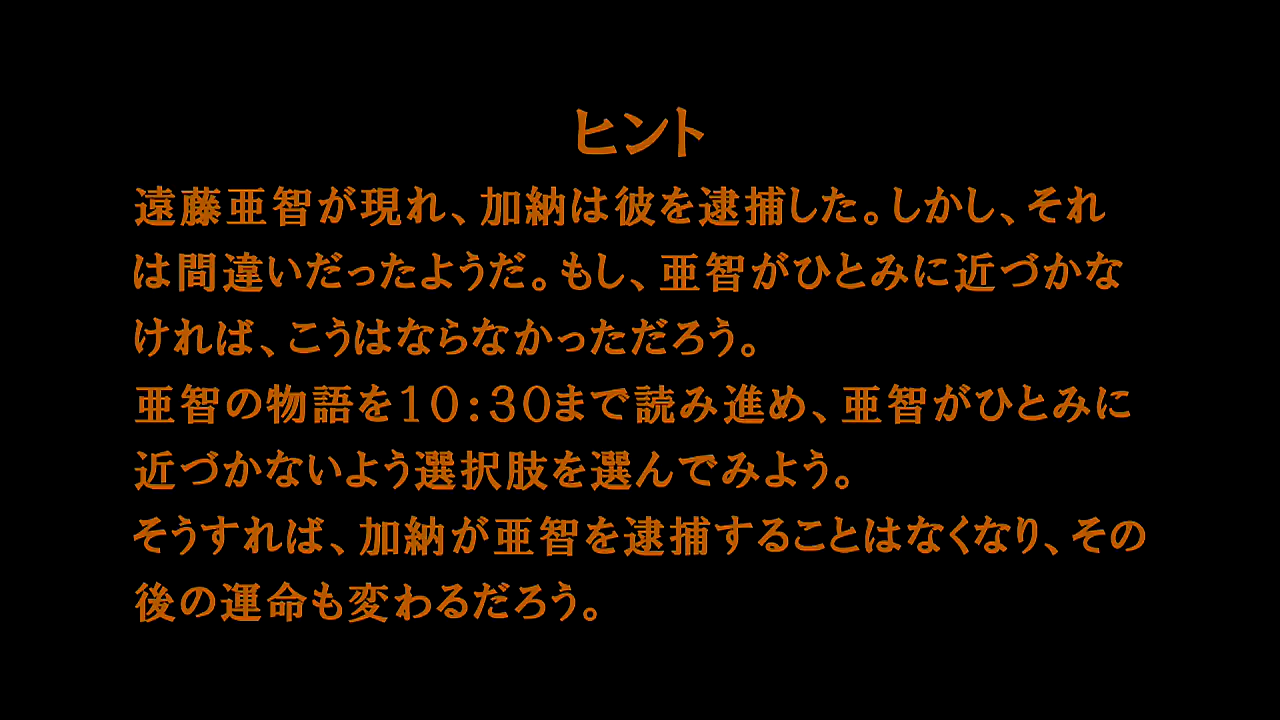 ヒント
遠藤亜智が現れ、加納は彼を逮捕した。しかし、それ
は間違いだったようだ。もし、亜智がひとみに近づかな
ければ、こうはならなかっただろう。
亜智の物語を10:30まで読み進め、亜智がひとみに
近づかないよう選択肢を選んでみよう。
そうすれば、加納が亜智を逮捕することはなくなり、その
後の運命も変わるだろう。